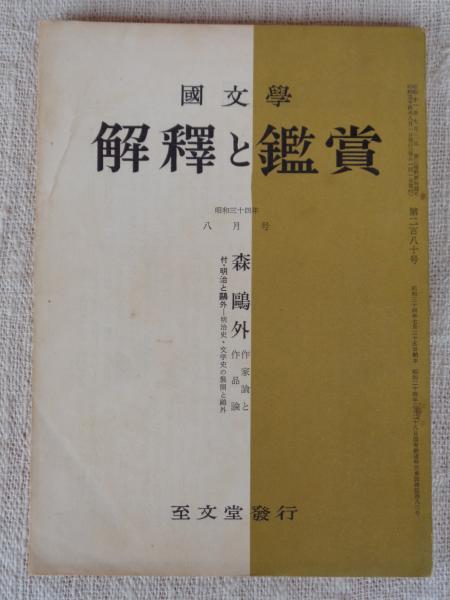 國文學
解釋と鑑賞
昭和三十四年
八月号
森鷗外 作家論と作品論
付・明治と鷗外―明治史・文学史の展開と鷗外
至文堂發行
第二百八十号